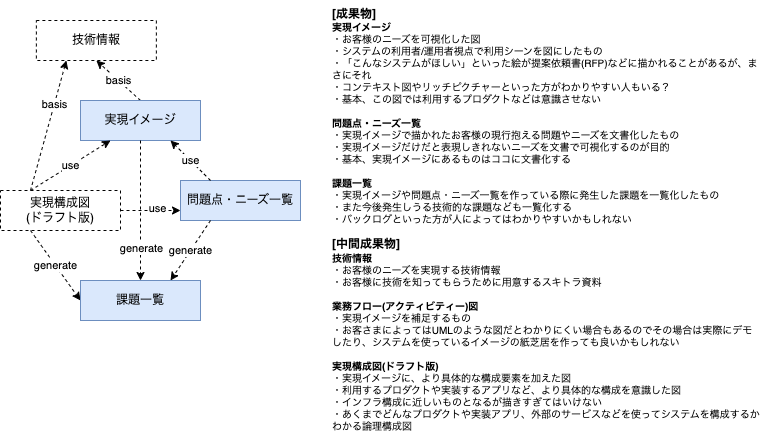 技術情報
basis
basis
実現イメージ
use
use
実現構成図
(ドラフト版)
use
問題点・ニーズ一覧
generate
generate
generate
課題一覧
[成果物]
実現イメージ
・お客様のニーズを可視化した図
・システムの利用者/運用者視点で利用シーンを図にしたもの
・「こんなシステムがほしい」といった絵が提案依頼書(RFP)などに描かれることがあるが、ま
さにそれ
・コンテキスト図やリッチピクチャーといった方がわかりやすい人もいる？
・基本、この図では利用するプロダクトなどは意識させない
問題点・ニーズ一覧
・実現イメージで描かれたお客様の現行抱える問題やニーズを文書化したもの
・実現イメージだけだと表現しきれないニーズを文書で可視化するのが目的
・基本、実現イメージにあるものはココに文書化する
課題一覧
・実現イメージや問題点・ニーズ一覧を作っている際に発生した課題を一覧化したもの
・また今後発生しうる技術的な課題なども一覧化する
・バックログといった方が人によってはわかりやすいかもしれない
[中間成果物]
技術情報
・お客様のニーズを実現する技術情報
・お客様に技術を知ってもらうために用意するスキトラ資料
業務フロー(アクティビティー)図
・実現イメージを補足するもの
・お客さまによってはUMLのような図だとわかりにくい場合もあるのでその場合は実際にデモ
したり、システムを使っているイメージの紙芝居を作っても良いかもしれない
実現構成図(ドラフト版)
・実現イメージに、より具体的な構成要素を加えた図
・利用するプロダクトや実装するアプリなど、より具体的な構成を意識した図
・インフラ構成に近しいものとなるが描きすぎてはいけない
・あくまでどんなプロダクトや実装アプリ、外部のサービスなどを使ってシステムを構成するか
わかる論理構成図